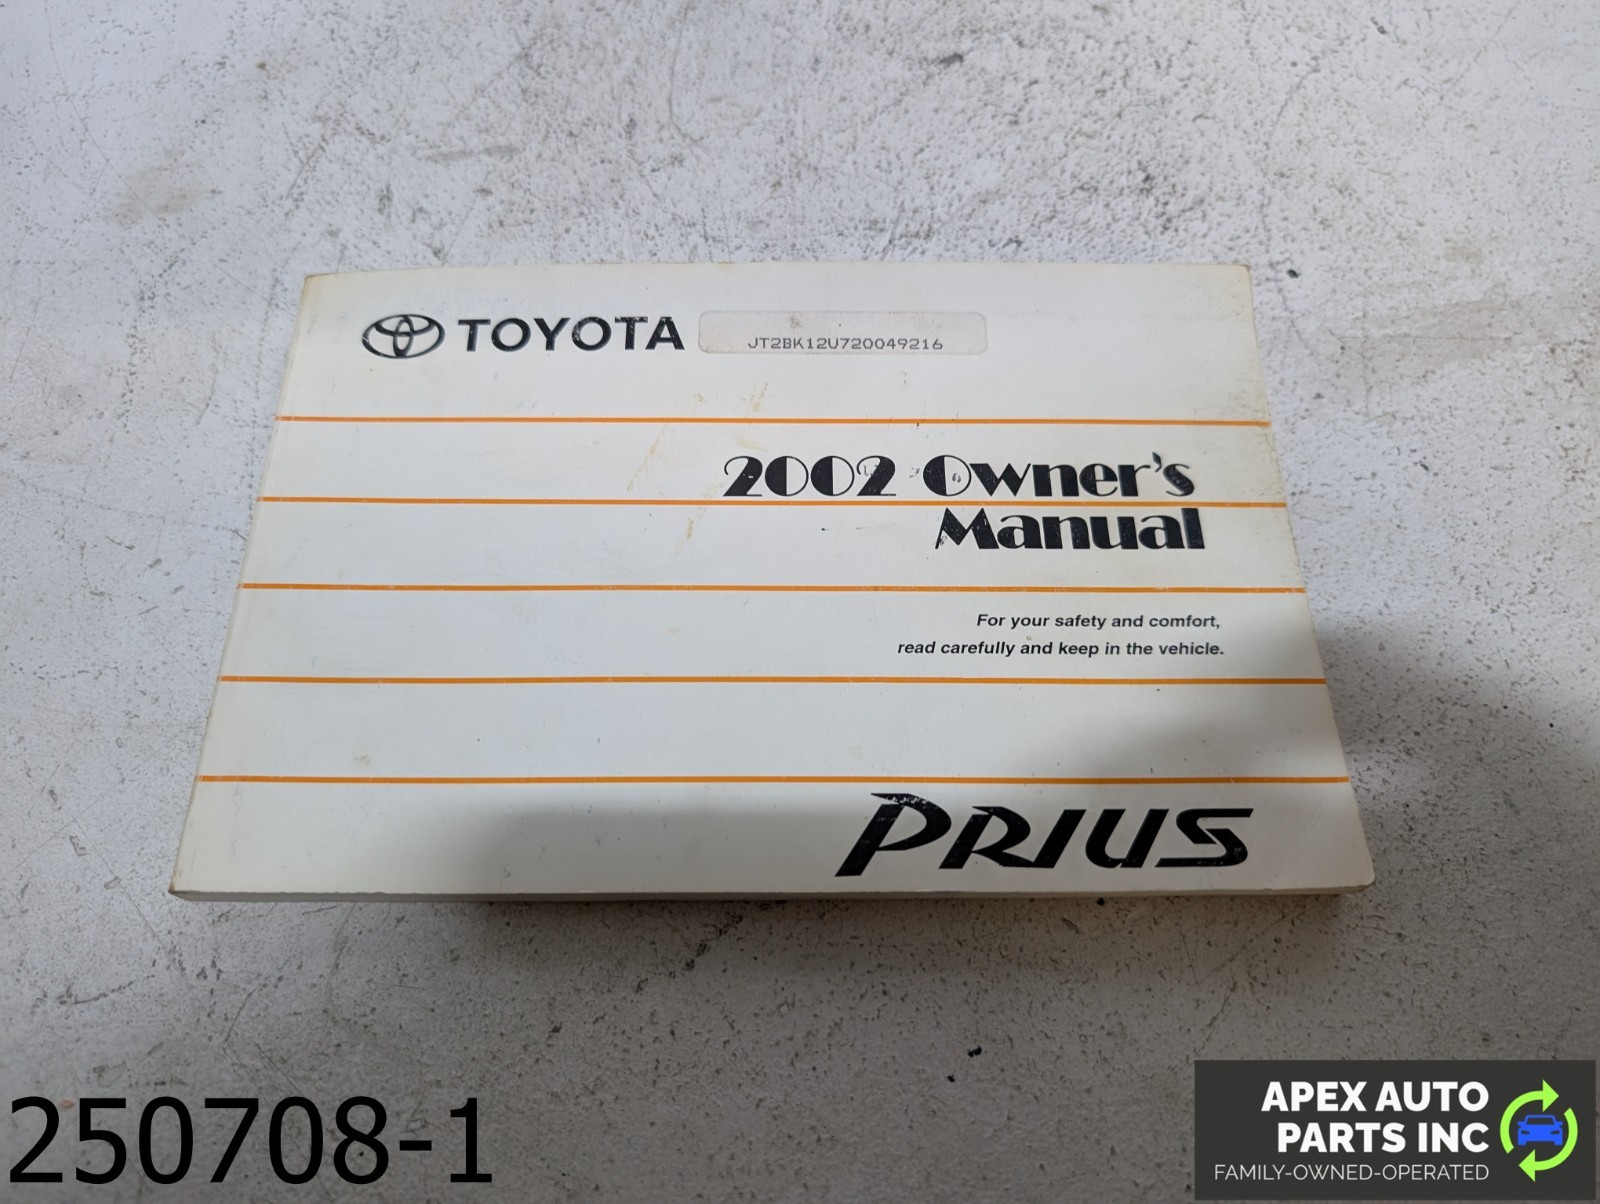 TOYOTA
JT2BK12U720049216
2002 Owner's
Manual
For your safety and comfort,
read carefully and keep in the vehicle.
PRIUS
250708-1
APEX AUTO
PARTS INC
FAMILY-OWNED-OPERATED